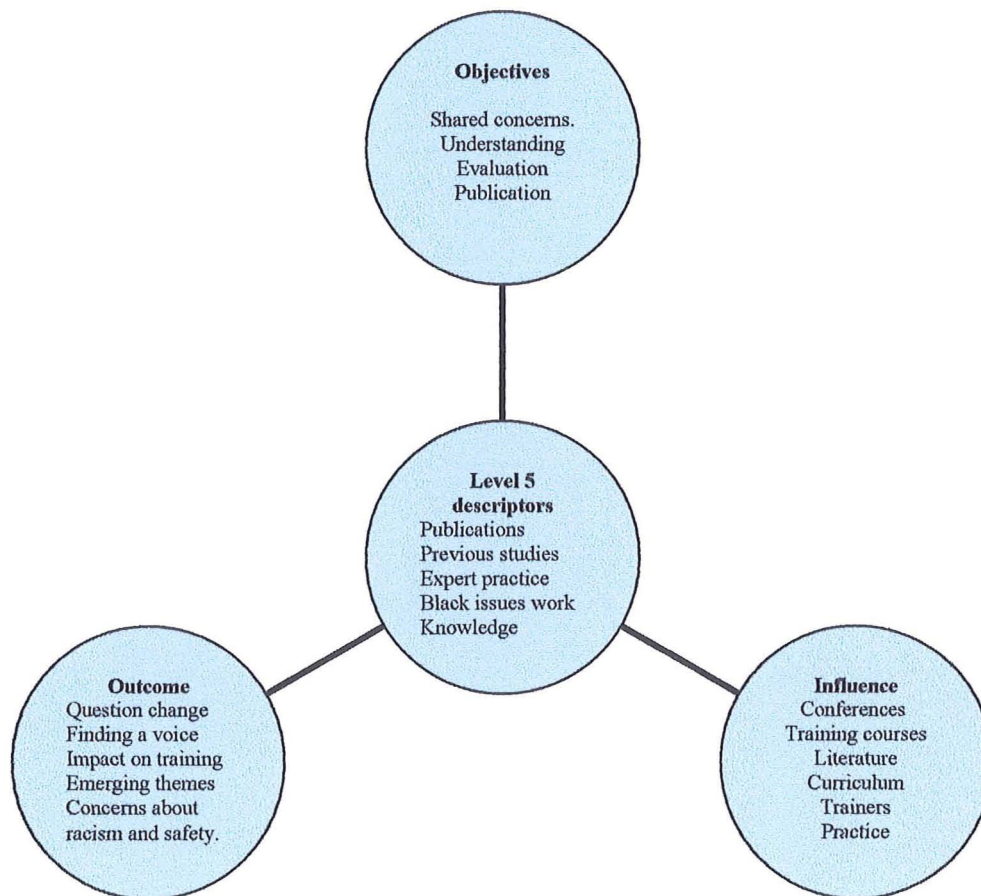 Objectives
Shared concerns.
Understanding
Evaluation
Publication
Level 5
descriptors
Publications
Previous studies
Expert practice
Black issues work
Knowledge
Outcome
Question change
Finding a voice
Impact on training
Emerging themes
Concerns about
racism and safety.
Influence
Conferences
Training courses
Literature
Curriculum
Trainers
Practice